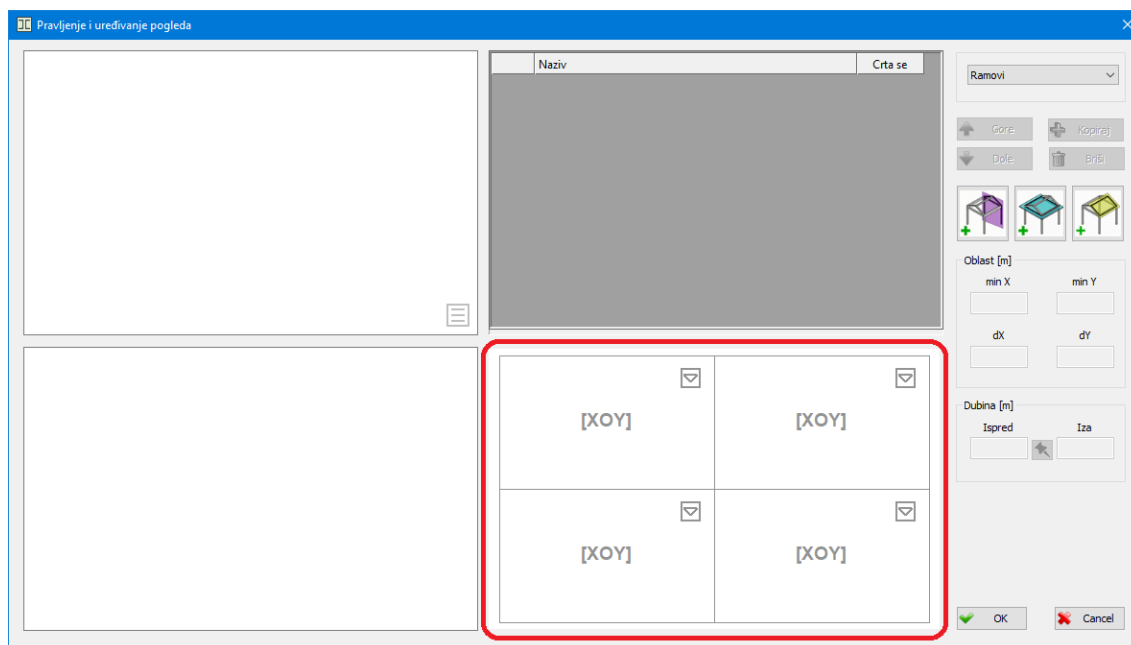 Pravljenje i uređivanje pogleda
Naziv
Crta se
Ramovi
Gore
Kopiraj
Dole
Briši
Oblast [m]
min X
min Y
dX
dY
Dubina [m]
Ispred
Iza
[XOY]
[XOY]
[XOY]
[XOY]
OK
Cancel